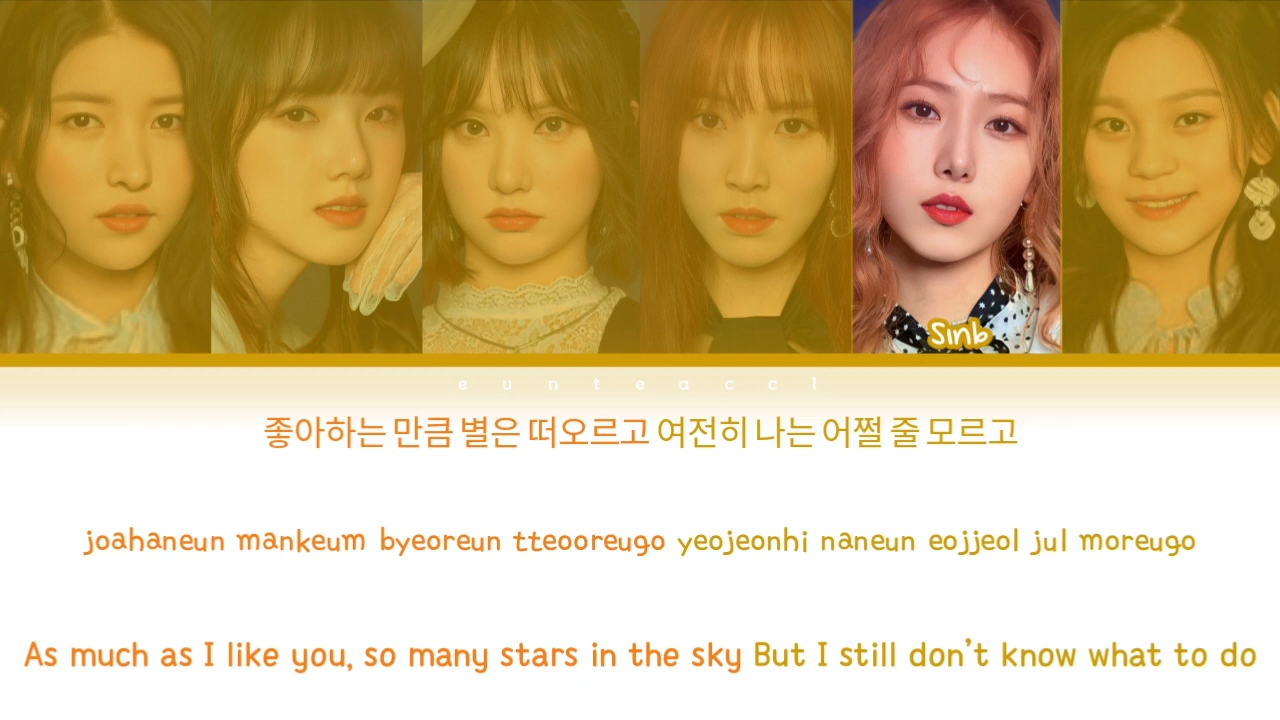 Sinb
eunteaccl
좋아하는 만큼 별은 떠오르고 여전히 나는 어쩔 줄 모르고
joahaneun mankeum byeoreun tteooreugo yeojeonhi naneun eojjeol jul moreugo
As much as I like you, so many stars in the sky But I still don't know what to do